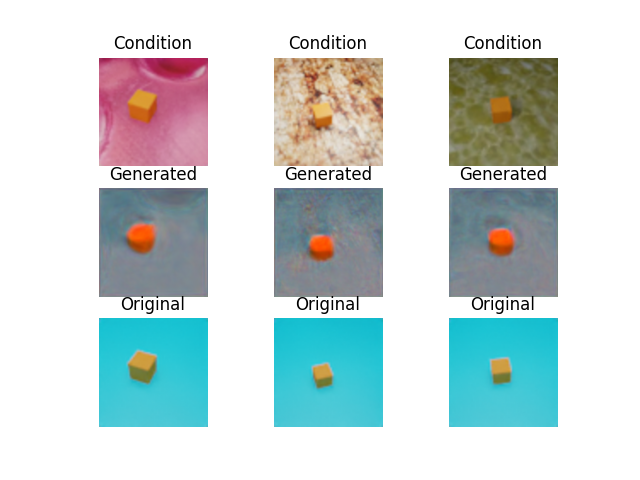 Condition Condition Condition
Generated Generated Generated
Original Original Original